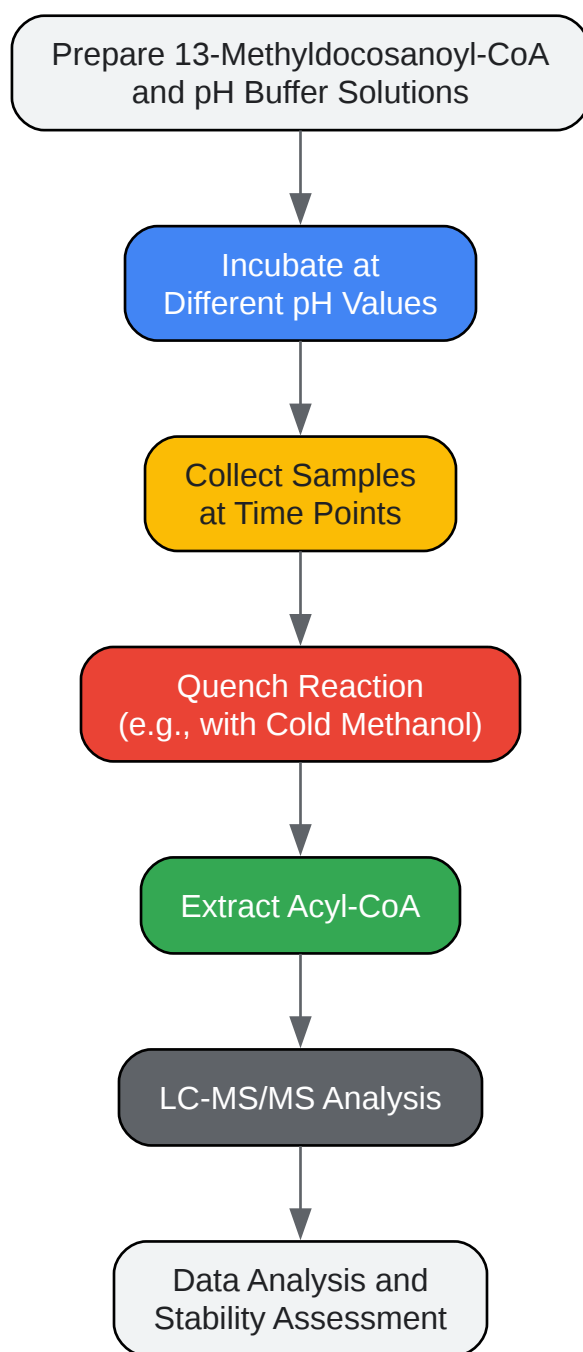 Prepare 13-Methyldocosanoyl-CoA
and pH Buffer Solutions
Incubate at
Different pH Values
Collect Samples
at Time Points
Quench Reaction
(e.g., with Cold Methanol)
Extract Acyl-CoA
LC-MS/MS Analysis
Data Analysis and
Stability Assessment